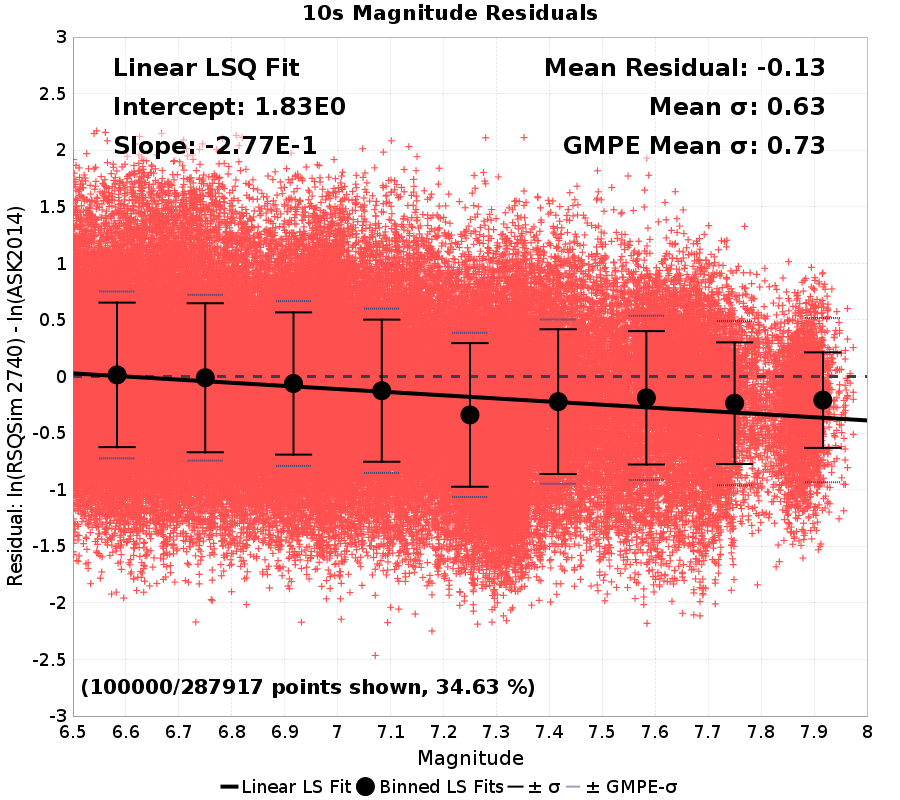 10s Magnitude Residuals
Linear LSQ Fit
Intercept: 1.83E0
Slope: -2.77E-1
Mean Residual: -0.13
Mean σ: 0.63
GMPE Mean σ: 0.73
3
2.5
2
1.5
1
0.5
0
-0.5
-1
-1.5
-2
-2.5
-3
Residual: ln(RSQSim 2740) - ln(ASK2014)
(100000/287917 points shown, 34.63 %)
6.5 6.6 6.7 6.8 6.9 7 7.1 7.2 7.3 7.4 7.5 7.6 7.7 7.8 7.9 8
Magnitude
Linear LS Fit Binned LS Fits ± σ ± GMPE-σ